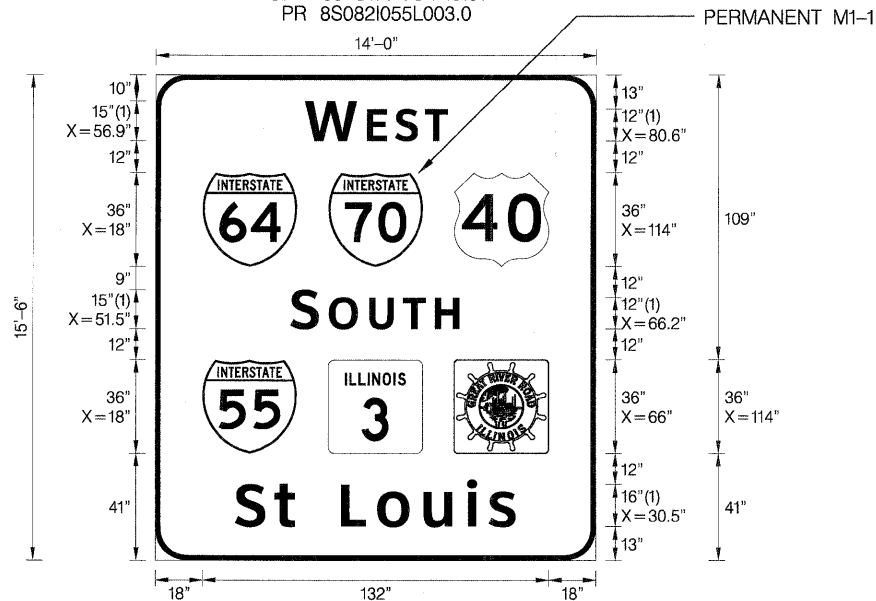 PR 8S082I055L003.0
PERMANENT M1–1
14'–0"
10"
15"(1)
X=56.9"
12"
36"
X=18"
9"
15"(1)
X=51.5"
12"
36"
X=18"
41"
15'–6"
WEST
INTERSTATE
64
INTERSTATE
70
40
SOUTH
INTERSTATE
55
ILLINOIS
3
GREAT RIVER ROAD
ILLINOIS
St Louis
13"
12"(1)
X=80.6"
12"
36"
X=114"
12"
12"(1)
X=66.2"
12"
36"
X=66"
12"
16"(1)
X=30.5"
13"
109"
36"
X=114"
41"
18"
132"
18"